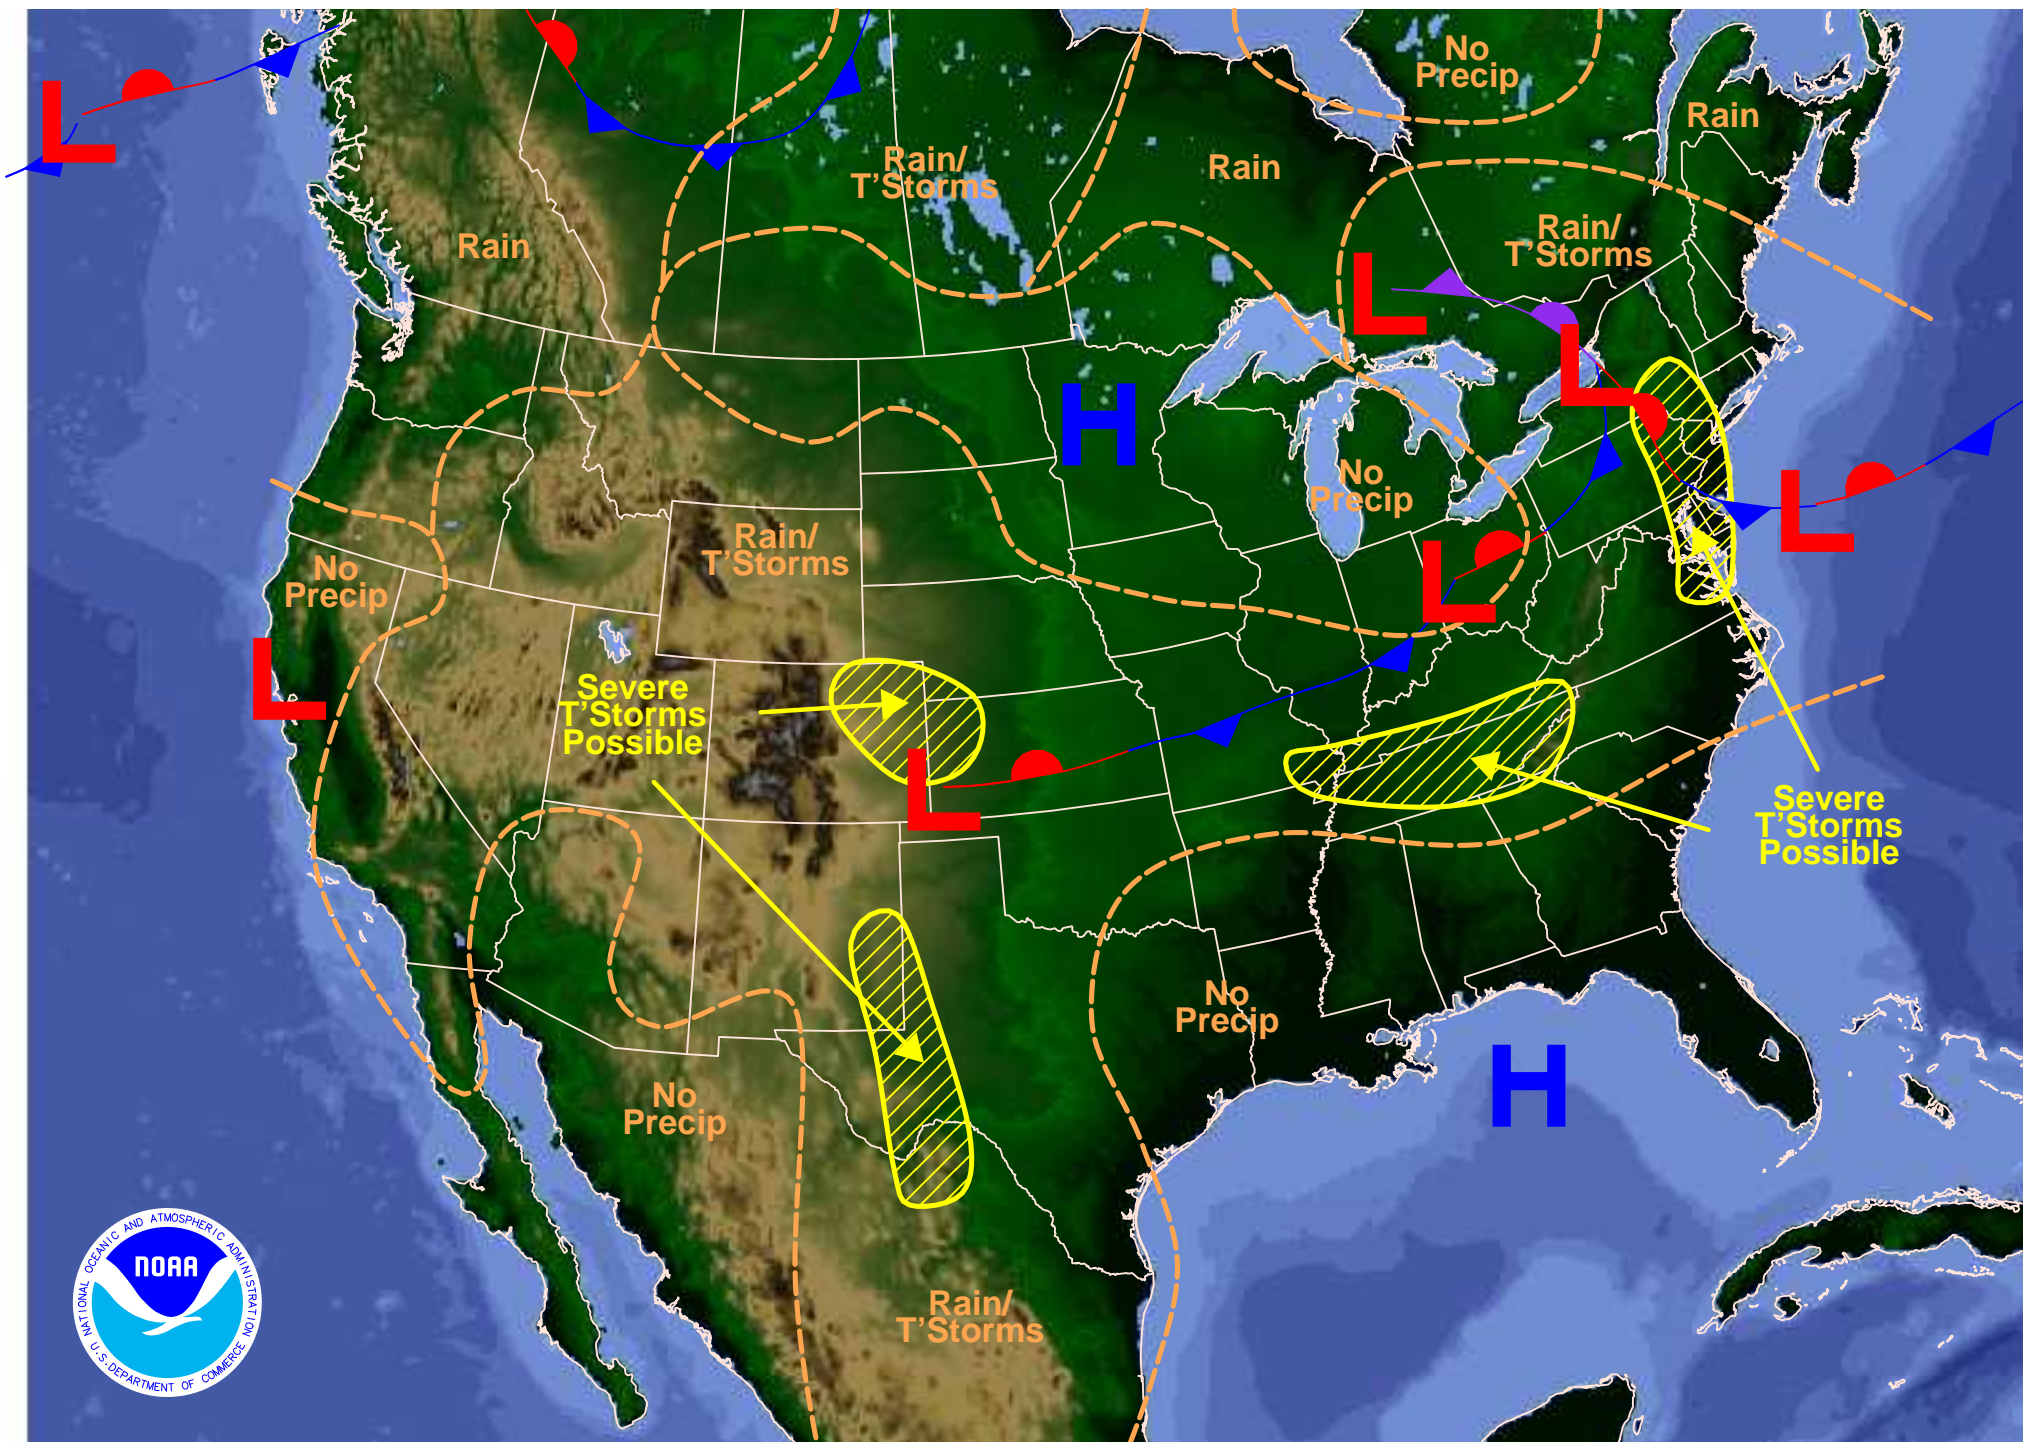 No
Precip
Rain
Rain/
T'Storms
Rain
Rain/
T'Storms
Rain
L
L
L
H
No
Precip
Rain/
T'Storms
No
Precip
L
L
L
Severe
T'Storms
Possible
L
Severe
T'Storms
Possible
No
Precip
H
No
Precip
Rain/
T'Storms
NATIONAL OCEANIC AND ATMOSPHERIC ADMINISTRATION
NOAA
U.S. DEPARTMENT OF COMMERCE